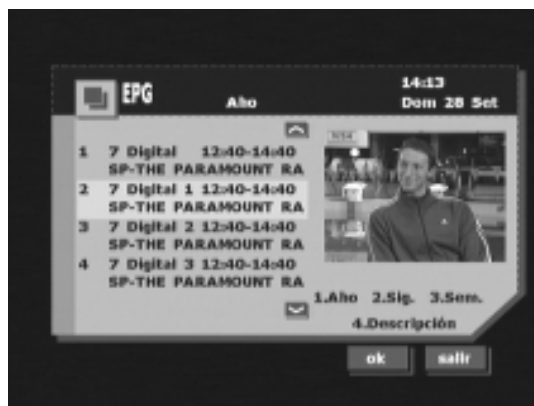 EPG
Aho
14:13
Dom 28 Set
1 7 Digital 12:40-14:40
SP-THE PARAMOUNT RA
2 7 Digital 1 12:40-14:40
SP-THE PARAMOUNT RA
3 7 Digital 2 12:40-14:40
SP-THE PARAMOUNT RA
4 7 Digital 3 12:40-14:40
SP-THE PARAMOUNT RA
1.Aho 2.Sig. 3.Sem.
4.Descripción
ok salir